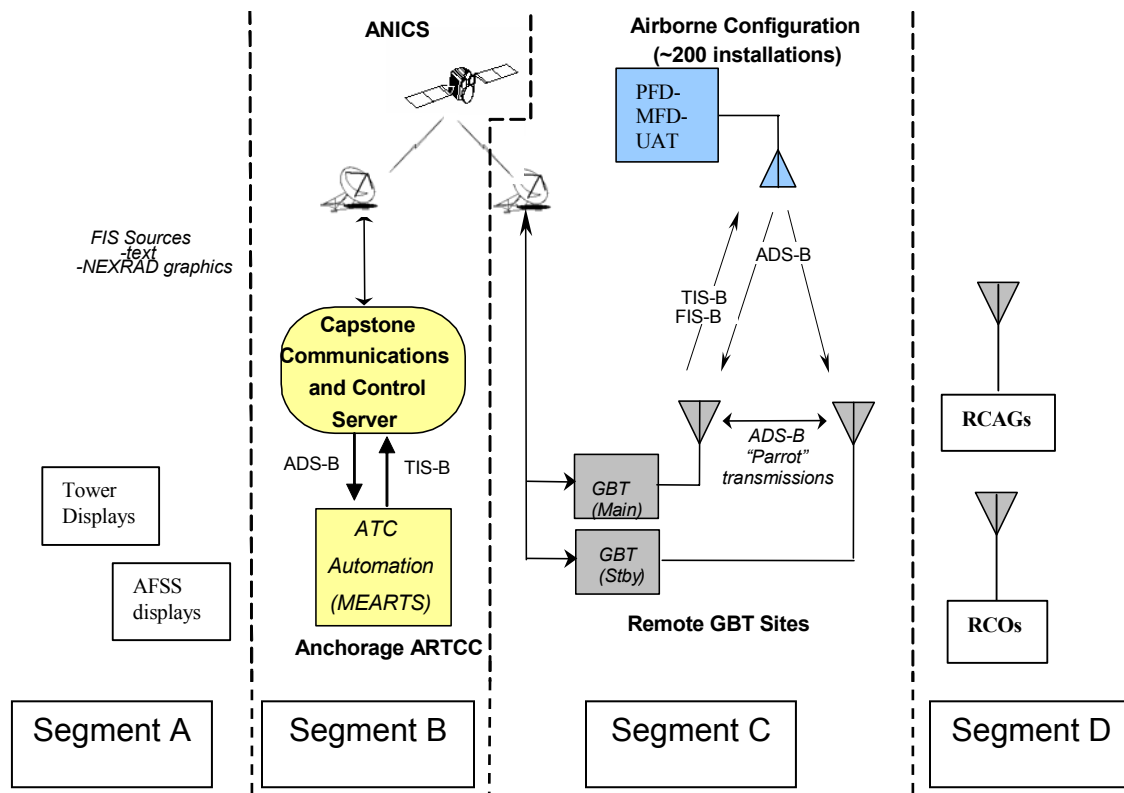 ANICS
Airborne Configuration
(~200 installations)
PFD-
MFD-
UAT
FIS Sources
-text
-NEXRAD graphics
ADS-B
TIS-B
FIS-B
Capstone
Communications
and Control
Server
ADS-B
TIS-B
ADS-B
"Parrot"
transmissions
RCAGs
Tower
Displays
GBT
(Main)
ATC
Automation
(MEARTS)
GBT
(Stby)
AFSS
displays
Anchorage ARTCC
Remote GBT Sites
RCOs
Segment A
Segment B
Segment C
Segment D